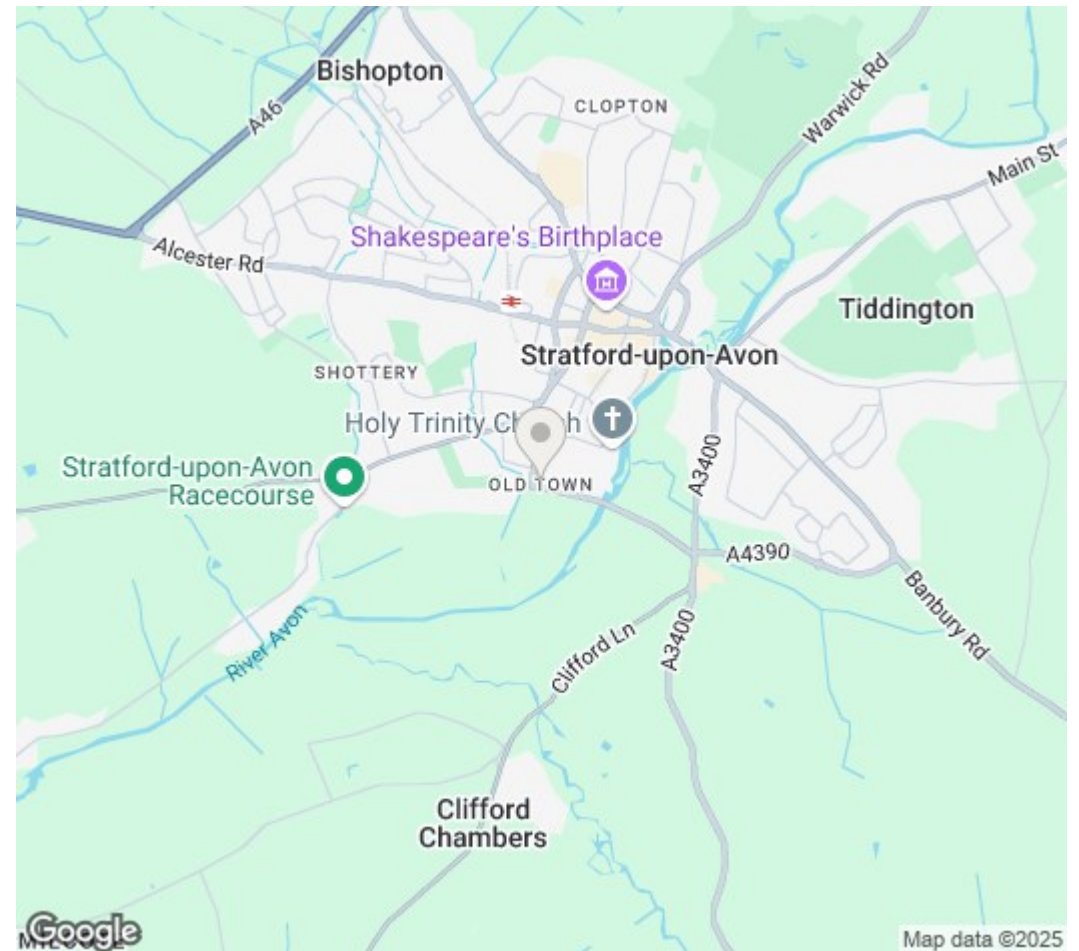 Bishopton
CLOPTON
Warwick Rd
A46
Main St
Shakespeare's Birthplace
Alcester Rd
Tiddington
Stratford-upon-Avon
SHOTTERY
Holy Trinity Church
Stratford-upon-Avon
Racecourse
OLD TOWN
A3400
A4390
Banbury Rd
River Avon
Clifford Ln
A3400
Clifford
Chambers
Google
Map data ©2025